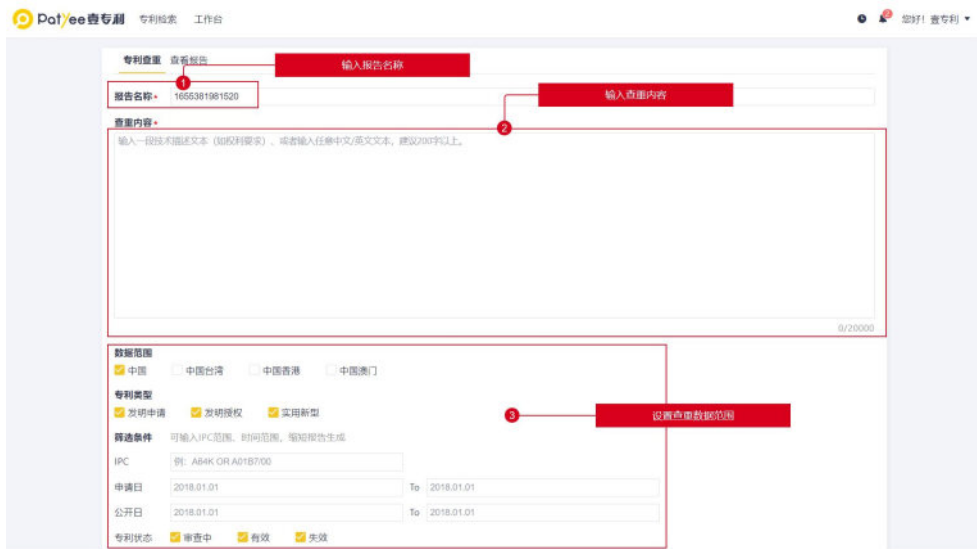 Patyee壹专利 专利检索 工作台 2 您好! 壹专利
专利查重 查看报告 输入报告名称
1
报告名称* 1655381981520 输入查重内容
查重内容* 2
输入一段技术描述文本（如权利要求）、或者输入任意中文/英文文本，建议200字以上。
0/20000
数据范围
中国 中国台湾 中国香港 中国澳门
专利类型
发明申请 发明授权 实用新型 3 设置查重数据范围
筛选条件 可输入IPC范围、时间范围，缩短报告生成
IPC 例：A64K OR A01B7/00
申请日 2018.01.01 To 2018.01.01
公开日 2018.01.01 To 2018.01.01
专利状态 审查中 有效 失效